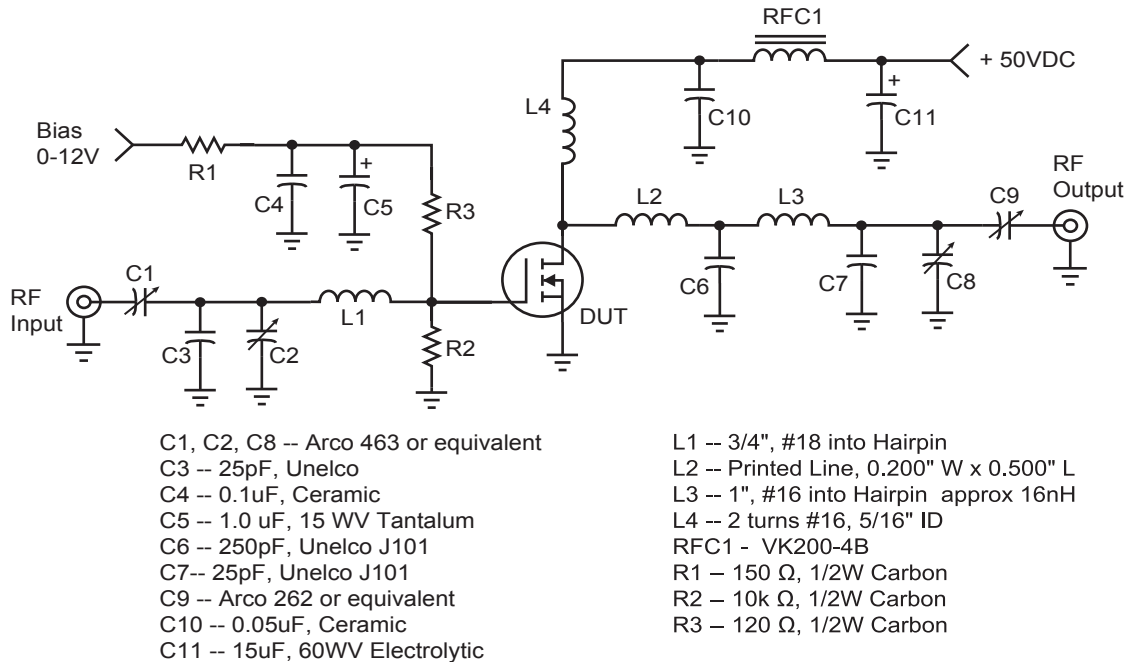 RFC1
+ 50VDC
+
C10
C11
L4
Bias
0-12V
R1
+
C4
C5
R3
RF
Output
L2
L3
C9
C6
C7
C8
C1
RF
Input
L1
DUT
C3
C2
R2
C1, C2, C8 -- Arco 463 or equivalent
C3 -- 25pF, Unelco
C4 -- 0.1uF, Ceramic
C5 -- 1.0 uF, 15 WV Tantalum
C6 -- 250pF, Unelco J101
C7-- 25pF, Unelco J101
C9 -- Arco 262 or equivalent
C10 -- 0.05uF, Ceramic
C11 -- 15uF, 60WV Electrolytic
L1 -- 3/4", #18 into Hairpin
L2 -- Printed Line, 0.200" W x 0.500" L
L3 -- 1", #16 into Hairpin approx 16nH
L4 -- 2 turns #16, 5/16" ID
RFC1 - VK200-4B
R1 – 150 Ω, 1/2W Carbon
R2 – 10k Ω, 1/2W Carbon
R3 – 120 Ω, 1/2W Carbon